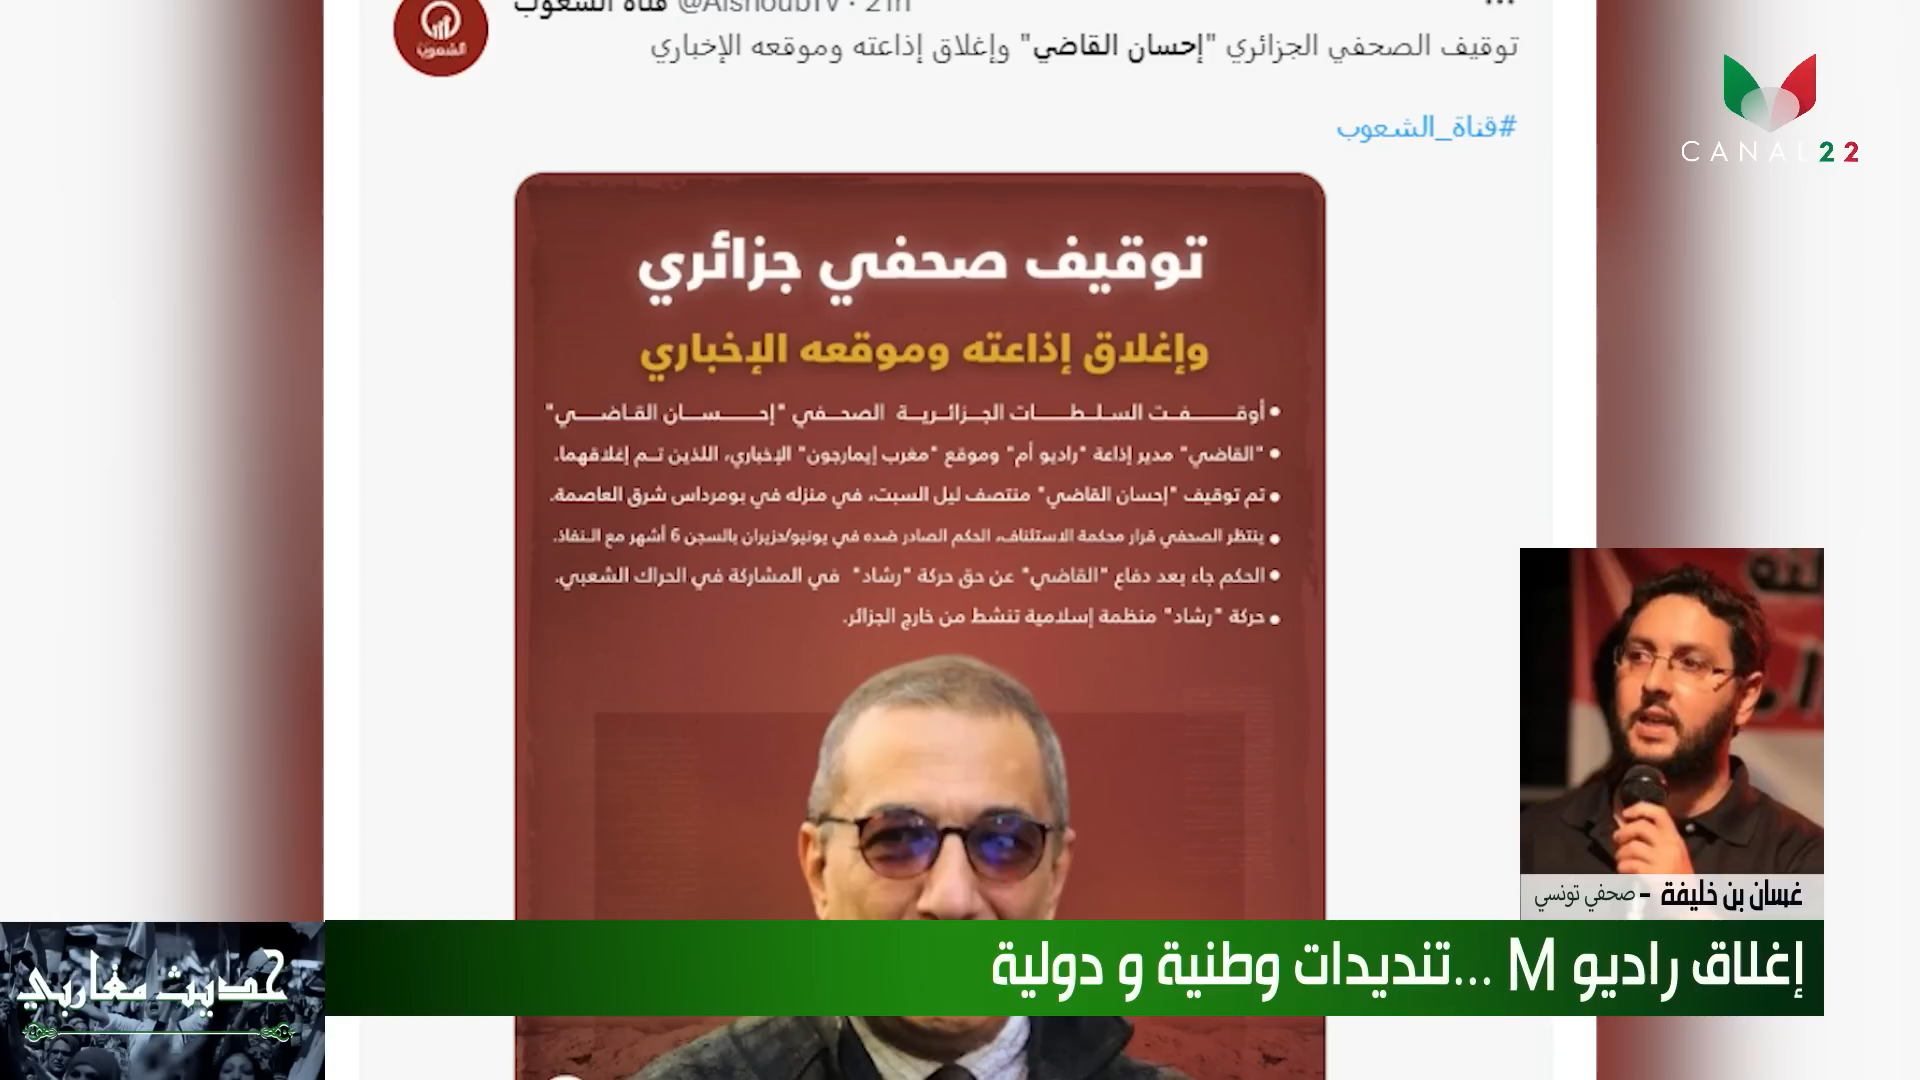 قناة الشعوب @AlshoubTV · 21h
توقيف الصحفي الجزائري "إحسان القاضي" وإغلاق إذاعته وموقعه الإخباري
#قناة_الشعوب
الشعوب
CANAL 22
توقيف صحفي جزائري
وإغلاق إذاعته وموقعه الإخباري
• أوقفت السلطات الجزائرية الصحفي "إحسان القاضي"
• "القاضي" مدير إذاعة "راديو أم" وموقع "مغرب إيمارجون" الإخباري، اللذين تم إغلاقهما.
• تم توقيف "إحسان القاضي" منتصف ليل السبت، في منزله في بومرداس شرق العاصمة.
• ينتظر الصحفي قرار محكمة الاستئناف، الحكم الصادر ضده في يونيو/حزيران بالسجن 6 أشهر مع النفاذ.
• الحكم جاء بعد دفاع "القاضي" عن حق حركة "رشاد" في المشاركة في الحراك الشعبي.
• حركة "رشاد" منظمة إسلامية تنشط من خارج الجزائر.
غسان بن خليفة - صحفي تونسي
إغلاق راديو M ...تنديدات وطنية و دولية
حديث مغاربي